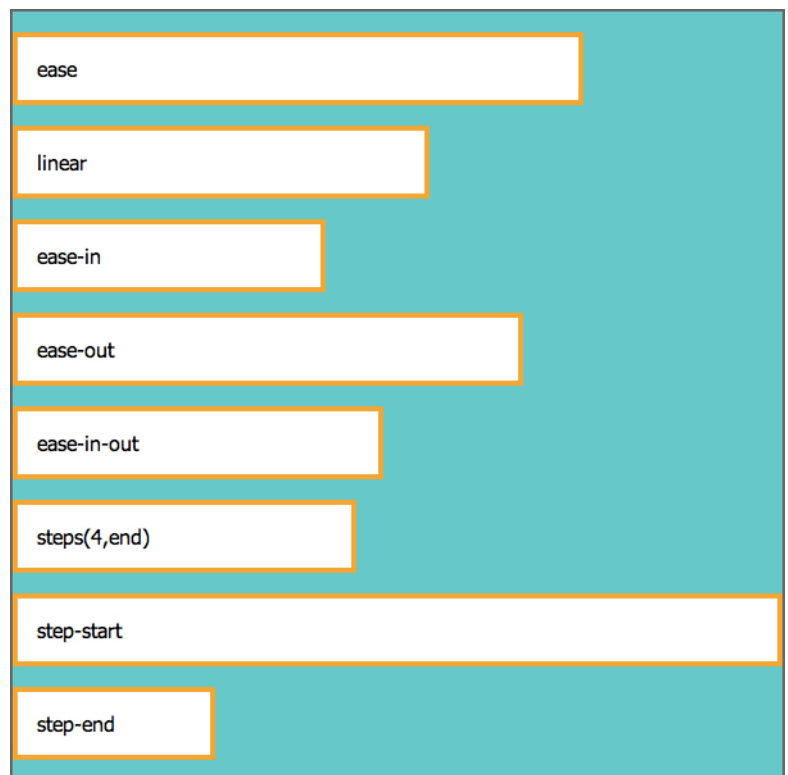 ease
linear
ease-in
ease-out
ease-in-out
steps(4,end)
step-start
step-end